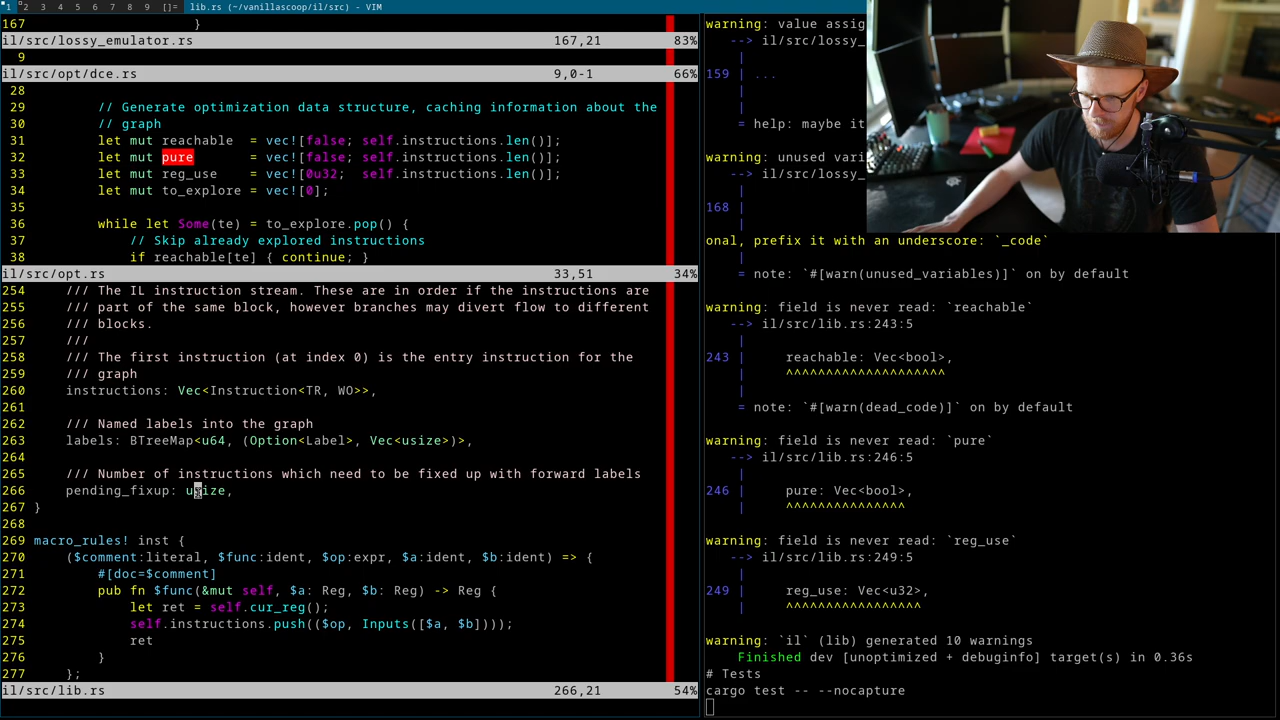 1 2 3 4 5 6 7 8 9 []= lib.rs (~/vanillascoop/il/src) - VIM
167 }
il/src/lossy_emulator.rs 167,21 83%
9
il/src/opt/dce.rs 9,0-1 66%
28
29 // Generate optimization data structure, caching information about the
30 // graph
31 let mut reachable = vec![false; self.instructions.len()];
32 let mut pure = vec![false; self.instructions.len()];
33 let mut reg_use = vec![0u32; self.instructions.len()];
34 let mut to_explore = vec![0];
35
36 while let Some(te) = to_explore.pop() {
37 // Skip already explored instructions
38 if reachable[te] { continue; }
il/src/opt.rs 33,51 34%
254 /// The IL instruction stream. These are in order if the instructions are
255 /// part of the same block, however branches may divert flow to different
256 /// blocks.
257 ///
258 /// The first instruction (at index 0) is the entry instruction for the
259 /// graph
260 instructions: Vec<Instruction<TR, WO>>,
261
262 /// Named labels into the graph
263 labels: BTreeMap<u64, (Option<Label>, Vec<usize>)>,
264
265 /// Number of instructions which need to be fixed up with forward labels
266 pending_fixup: usize,
267 }
268
269 macro_rules! inst {
270 ($comment:literal, $func:ident, $op:expr, $a:ident, $b:ident) => {
271 #[doc=$comment]
272 pub fn $func(&mut self, $a: Reg, $b: Reg) -> Reg {
273 let ret = self.cur_reg();
274 self.instructions.push(($op, Inputs([$a, $b])));
275 ret
276 }
277 };
il/src/lib.rs 266,21 54%
warning: value assig
--> il/src/lossy_
|
159 | ...
|
|
= help: maybe it
warning: unused vari
--> il/src/lossy_
|
168 |
|
onal, prefix it with an underscore: `_code`
|
= note: `#[warn(unused_variables)]` on by default
warning: field is never read: `reachable`
--> il/src/lib.rs:243:5
|
243 | reachable: Vec<bool>,
| ^^^^^^^^^^^^^^^^^^^^
|
= note: `#[warn(dead_code)]` on by default
warning: field is never read: `pure`
--> il/src/lib.rs:246:5
|
246 | pure: Vec<bool>,
| ^^^^^^^^^^^^^^^
warning: field is never read: `reg_use`
--> il/src/lib.rs:249:5
|
249 | reg_use: Vec<u32>,
| ^^^^^^^^^^^^^^^^^
warning: `il` (lib) generated 10 warnings
Finished dev [unoptimized + debuginfo] target(s) in 0.36s
# Tests
cargo test -- --nocapture